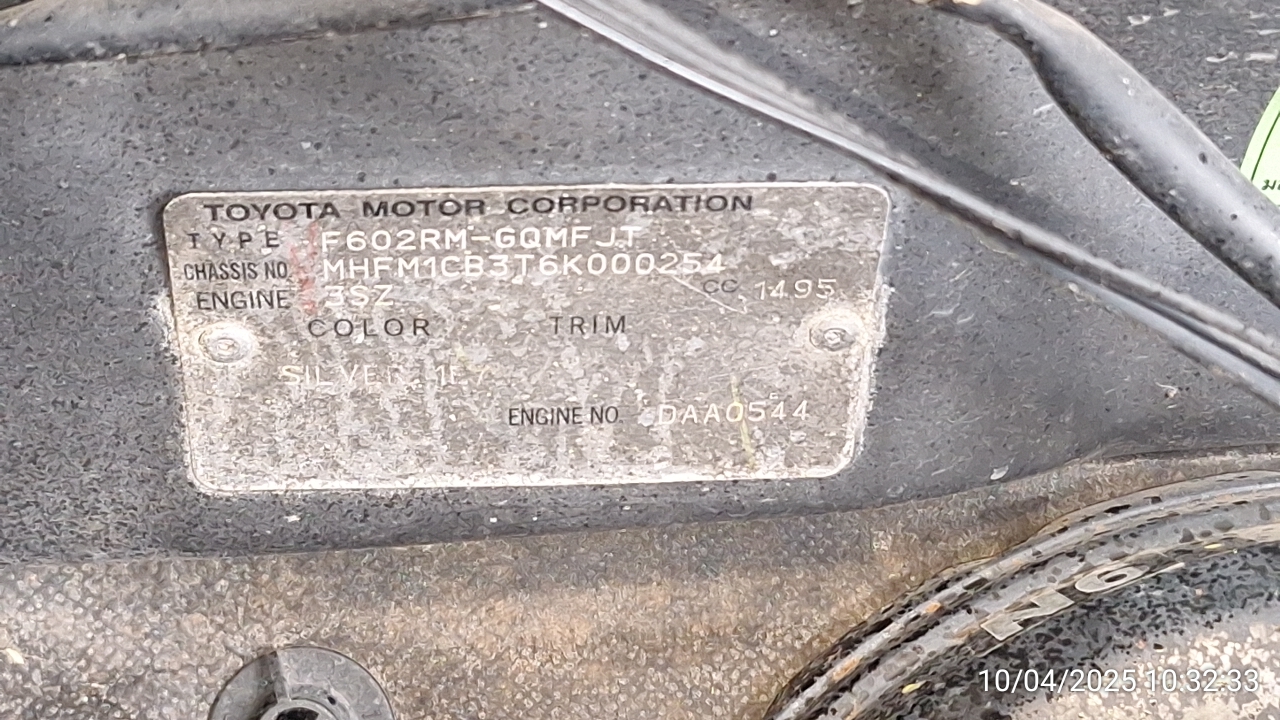 TOYOTA MOTOR CORPORATION
TYPE F602RM-GQMFJT
CHASSIS NO. MHFM1CB3T6K000254
ENGINE 3SZ CC 1495
COLOR TRIM
SILVER 1E7
ENGINE NO. DAA0544
10/04/2025 10:32:33